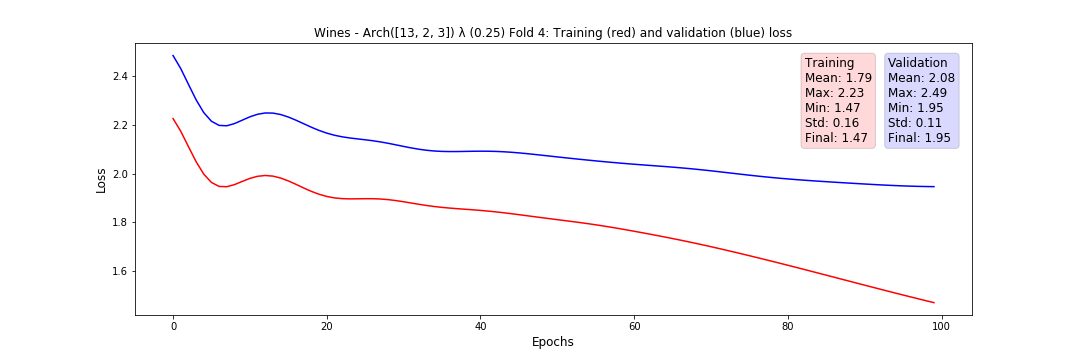 Wines - Arch([13, 2, 3]) λ (0.25) Fold 4: Training (red) and validation (blue) loss
Training
Mean: 1.79
Max: 2.23
Min: 1.47
Std: 0.16
Final: 1.47
Validation
Mean: 2.08
Max: 2.49
Min: 1.95
Std: 0.11
Final: 1.95
Loss
2.4
2.2
2.0
1.8
1.6
0
20
40
60
80
100
Epochs